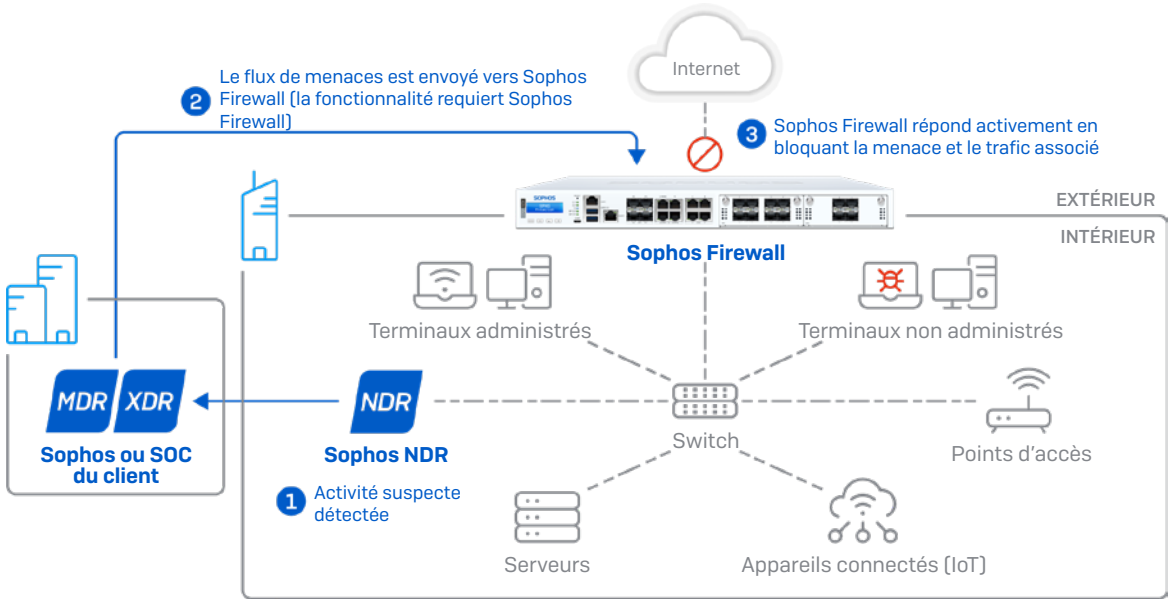 Internet
2
Le flux de menaces est envoyé vers Sophos
Firewall (la fonctionnalité requiert Sophos
Firewall)
3
Sophos Firewall répond activement en
bloquant la menace et le trafic associé
SOPHOS
EXTÉRIEUR
INTÉRIEUR
Sophos Firewall
Terminaux administrés
Terminaux non administrés
MDR XDR
NDR
Sophos ou SOC
du client
Sophos NDR
Switch
Points d'accès
1
Activité suspecte
détectée
Serveurs
Appareils connectés (IoT)